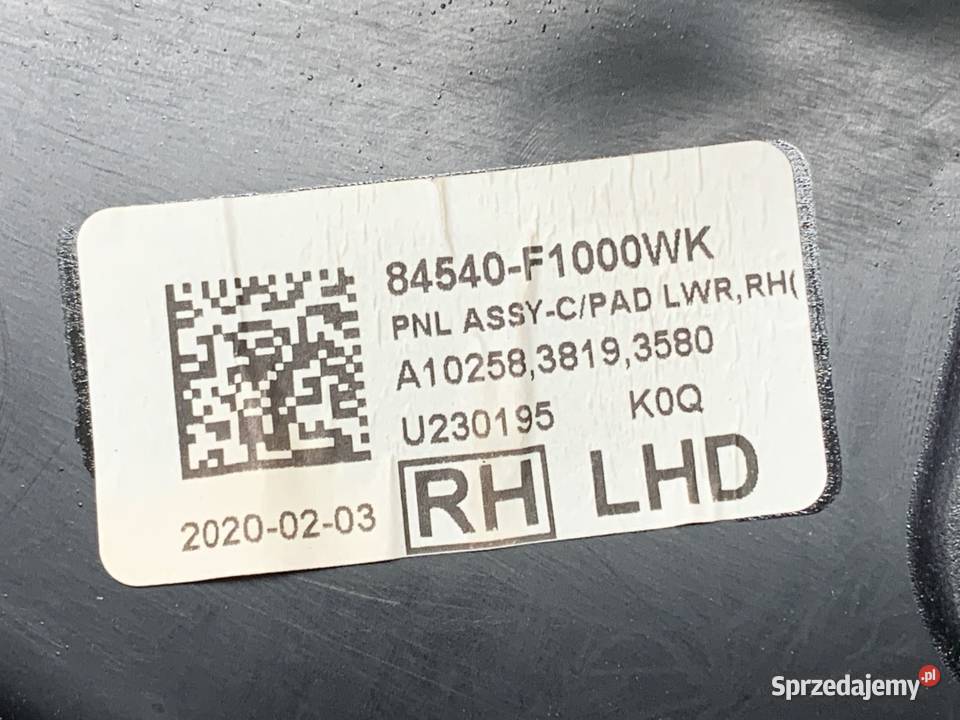 84540-F1000WK
PNL ASSY-C/PAD LWR,RH(
A10258,3819,3580
U230195 K0Q
2020-02-03 RH LHD
Sprzedajemy.pl